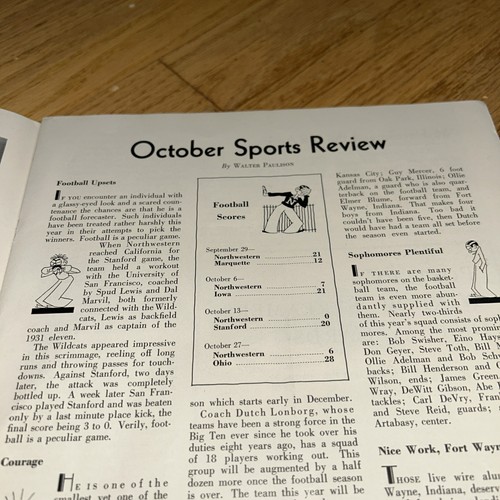 October Sports Review
By Walter Paulison
Football Upsets
If you encounter an individual with
a glassy-eyed look and a scared coun-
tenance the chances are that he is a
football forecaster. Such individuals
have been treated rather harshly this
year in their attempts to pick the
winners. Football is a peculiar game.
When Northwestern
reached California for
the Stanford game, the
team held a workout
with the University of
San Francisco, coached
by Spud Lewis and Dal
Marvil, both formerly
connected with the Wild-
cats, Lewis as backfield
coach and Marvil as captain of the
1931 eleven.
The Wildcats appeared impressive
in this scrimmage, reeling off long
runs and throwing passes for touch-
downs. Against Stanford, two days
later, the attack was completely
bottled up. A week later San Fran-
cisco played Stanford and was beaten
only by a last minute place kick, the
final score being 3 to 0. Verily, foot-
ball is a peculiar game.
Courage
He is one of the
smallest yet one of the
Football
Scores
N
September 29—
Northwestern 21
Marquette 12
October 6—
Northwestern 7
Iowa 21
October 13—
Northwestern 0
Stanford 20
October 27—
Northwestern 6
Ohio 28
son which starts early in December.
Coach Dutch Lonborg, whose
teams have been a strong force in the
Big Ten ever since he took over his
duties eight years ago, has a squad
of 18 players working out. This
group will be augmented by a half
dozen more once the football season
is over. The team this year will be
Kansas City; Guy Mercer, 6 foot
guard from Oak Park, Illinois; Ollie
Adelman, a guard who is also quar-
terback on the football team, and
Elmer Blume, forward from Fort
Wayne, Indiana. That makes four
boys from Indiana. Too bad it
couldn't have been five, then Dutch
would have had a team all set before
the season even started.
Sophomores Plentiful
If there are many
sophomores on the basket-
ball team, the football
team is even more abun-
dantly supplied with
them. Nearly two-thirds
of this year's squad consists of soph
mores. Among the most promi
are: Bob Swisher, Eino Hays
Don Geyer, Steve Toth, Bill
Ollie Adelman and Bob Sch
backs; Bill Henderson and
Wilson, ends; James Green
Wray, DeWitt Gibson, Abe
tackles; Carl DeVry, Fran
and Steve Reid, guards;
Artabasy, center.
Nice Work, Fort Wayn
Those live wire alu
Wayne, Indiana, deserv